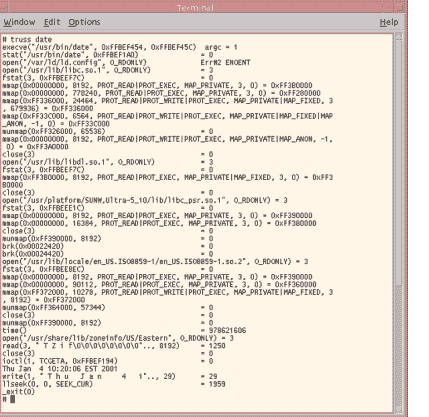 Terminal
Window Edit Options Help
# truss date
execve("/usr/bin/date", 0xFFBEF454, 0xFFBEF45C) argc = 1
stat("/usr/bin/date", 0xFFBEF1A0) = 0
open("/var/ld/ld.config", O_RDONLY) Err#2 ENOENT
open("/usr/lib/libc.so.1", O_RDONLY) = 3
fstat(3, 0xFFBEEF7C) = 0
mmap(0x00000000, 8192, PROT_READ|PROT_EXEC, MAP_PRIVATE, 3, 0) = 0xFF3B0000
mmap(0x00000000, 778240, PROT_READ|PROT_EXEC, MAP_PRIVATE, 3, 0) = 0xFF280000
mmap(0xFF336000, 24464, PROT_READ|PROT_WRITE|PROT_EXEC, MAP_PRIVATE|MAP_FIXED, 3
, 679936) = 0xFF336000
mmap(0xFF33C000, 6564, PROT_READ|PROT_WRITE|PROT_EXEC, MAP_PRIVATE|MAP_FIXED|MAP
_ANON, -1, 0) = 0xFF33C000
munmap(0xFF326000, 65536) = 0
mmap(0x00000000, 8192, PROT_READ|PROT_WRITE|PROT_EXEC, MAP_PRIVATE|MAP_ANON, -1,
0) = 0xFF3A0000
close(3) = 0
open("/usr/lib/libdl.so.1", O_RDONLY) = 3
fstat(3, 0xFFBEEF7C) = 0
mmap(0xFF3B0000, 8192, PROT_READ|PROT_EXEC, MAP_PRIVATE|MAP_FIXED, 3, 0) = 0xFF3
B0000
close(3) = 0
open("/usr/platform/SUNW,Ultra-5_10/lib/libc_psr.so.1", O_RDONLY) = 3
fstat(3, 0xFFBEEE1C) = 0
mmap(0x00000000, 8192, PROT_READ|PROT_EXEC, MAP_PRIVATE, 3, 0) = 0xFF390000
mmap(0x00000000, 16384, PROT_READ|PROT_EXEC, MAP_PRIVATE, 3, 0) = 0xFF380000
close(3) = 0
munmap(0xFF390000, 8192) = 0
brk(0x00022420) = 0
brk(0x00024420) = 0
open("/usr/lib/locale/en_US.ISO8859-1/en_US.ISO8859-1.so.2", O_RDONLY) = 3
fstat(3, 0xFFBEE8EC) = 0
mmap(0x00000000, 8192, PROT_READ|PROT_EXEC, MAP_PRIVATE, 3, 0) = 0xFF390000
mmap(0x00000000, 90112, PROT_READ|PROT_EXEC, MAP_PRIVATE, 3, 0) = 0xFF360000
mmap(0xFF372000, 10278, PROT_READ|PROT_WRITE|PROT_EXEC, MAP_PRIVATE|MAP_FIXED, 3
, 8192) = 0xFF372000
munmap(0xFF364000, 57344) = 0
close(3) = 0
munmap(0xFF390000, 8192) = 0
time() = 978621606
open("/usr/share/lib/zoneinfo/US/Eastern", O_RDONLY) = 3
read(3, " T Z i f\0\0\0\0\0\0\0\0".., 8192) = 1250
close(3) = 0
ioctl(1, TCGETA, 0xFFBEF194) = 0
Thu Jan 4 10:20:06 EST 2001
write(1, " T h u   J a n     4   1".., 29) = 29
llseek(0, 0, SEEK_CUR) = 1959
_exit(0)
#